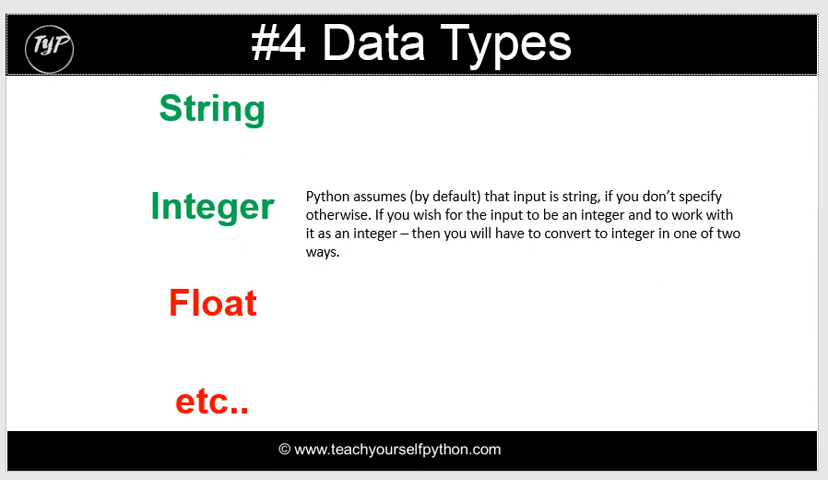 TyP
#4 Data Types
String
Integer
Python assumes (by default) that input is string, if you don’t specify
otherwise. If you wish for the input to be an integer and to work with
it as an integer – then you will have to convert to integer in one of two
ways.
Float
etc..
© www.teachyourselfpython.com